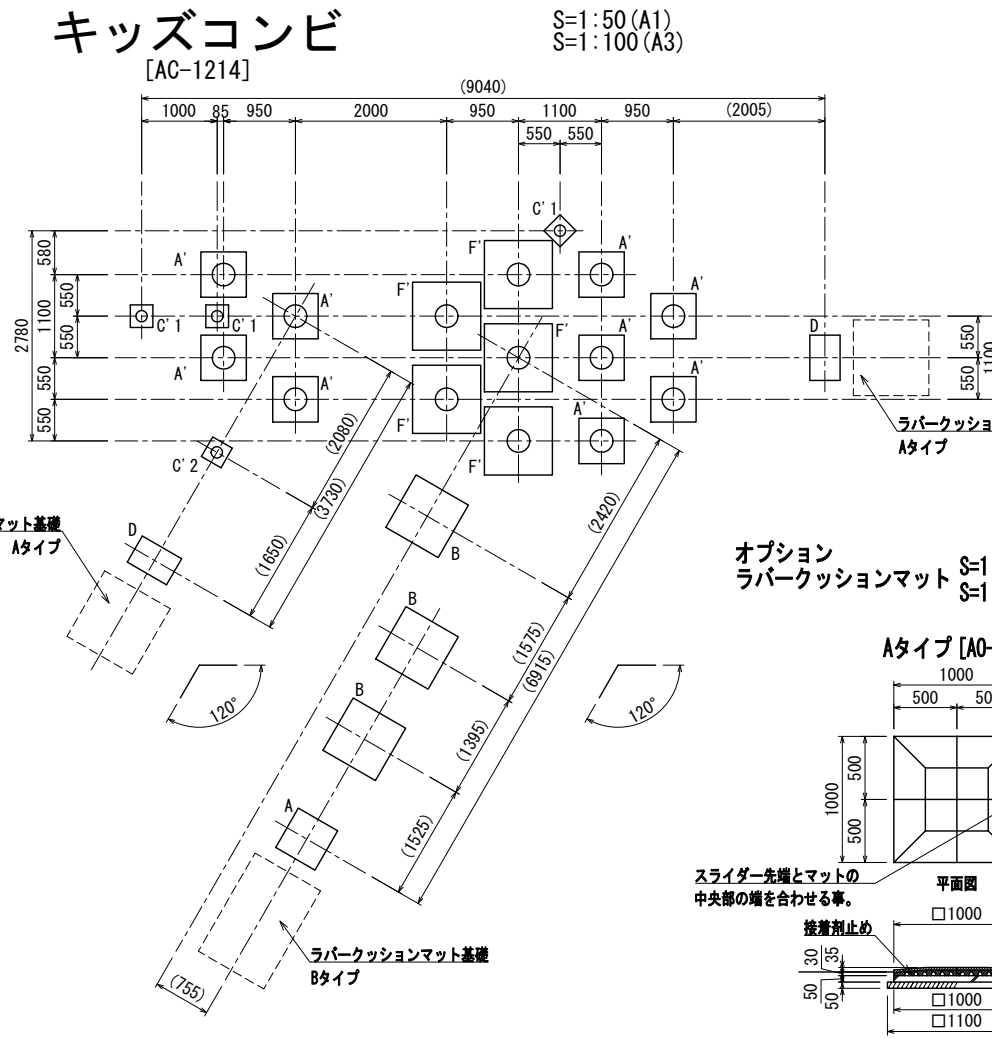 キッズコンビ
[AC-1214]
S=1:50(A1)
S=1:100(A3)
(9040)
1000 85 950 2000 950 1100 950 (2005)
550 550
C'1
580
A' F' A'
550
A' F' A'
2780 1100
C'1 C'1
F' D
550
A' A' A'
550 1100
550
550
A' A'
550
F' A'
ラバークッショ
Aタイプ
F'
C'2
(2080)
(3730)
(1650)
(2420)
マット基礎
Aタイプ
D
B
オプション
ラバークッションマット
S=1
S=1
B
(1575)
(6915)
Aタイプ [AO-
1000
500 50
120°
120°
B
(1395)
1000
500
500
A
(1525)
スライダー先端とマットの
中央部の端を合わせる事。
平面図
□1000
接着剤止め
ラバークッションマット基礎
Bタイプ
30 35
50 50
(755)
□1000
□1100